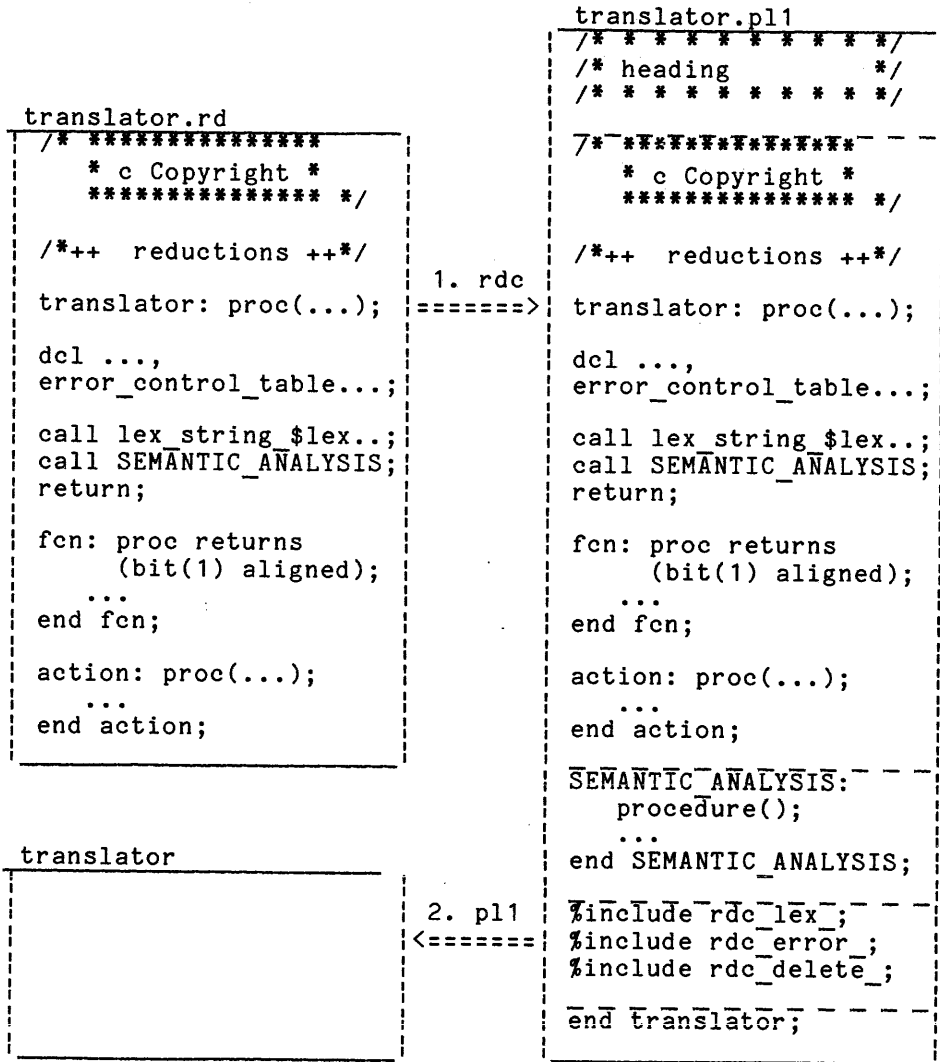 translator.rd
/* ***************
* c Copyright *
*************** */
/*++ reductions ++*/
translator: proc(...);
dcl ...,
error_control_table...;
call lex_string_$lex..;
call SEMANTIC_ANALYSIS;
return;
fcn: proc returns
(bit(1) aligned);
...
end fcn;
action: proc(...);
...
end action;
1. rdc
=======>
translator.pl1
/* * * * * * * * * * */
/* heading */
/* * * * * * * * * * */
/* ***************
* c Copyright *
*************** */
/*++ reductions ++*/
translator: proc(...);
dcl ...,
error_control_table...;
call lex_string_$lex..;
call SEMANTIC_ANALYSIS;
return;
fcn: proc returns
(bit(1) aligned);
...
end fcn;
action: proc(...);
...
end action;
SEMANTIC_ANALYSIS:
procedure();
...
end SEMANTIC_ANALYSIS;
%include rdc_lex_;
%include rdc_error_;
%include rdc_delete_;
end translator;
2. pl1
<=======
translator